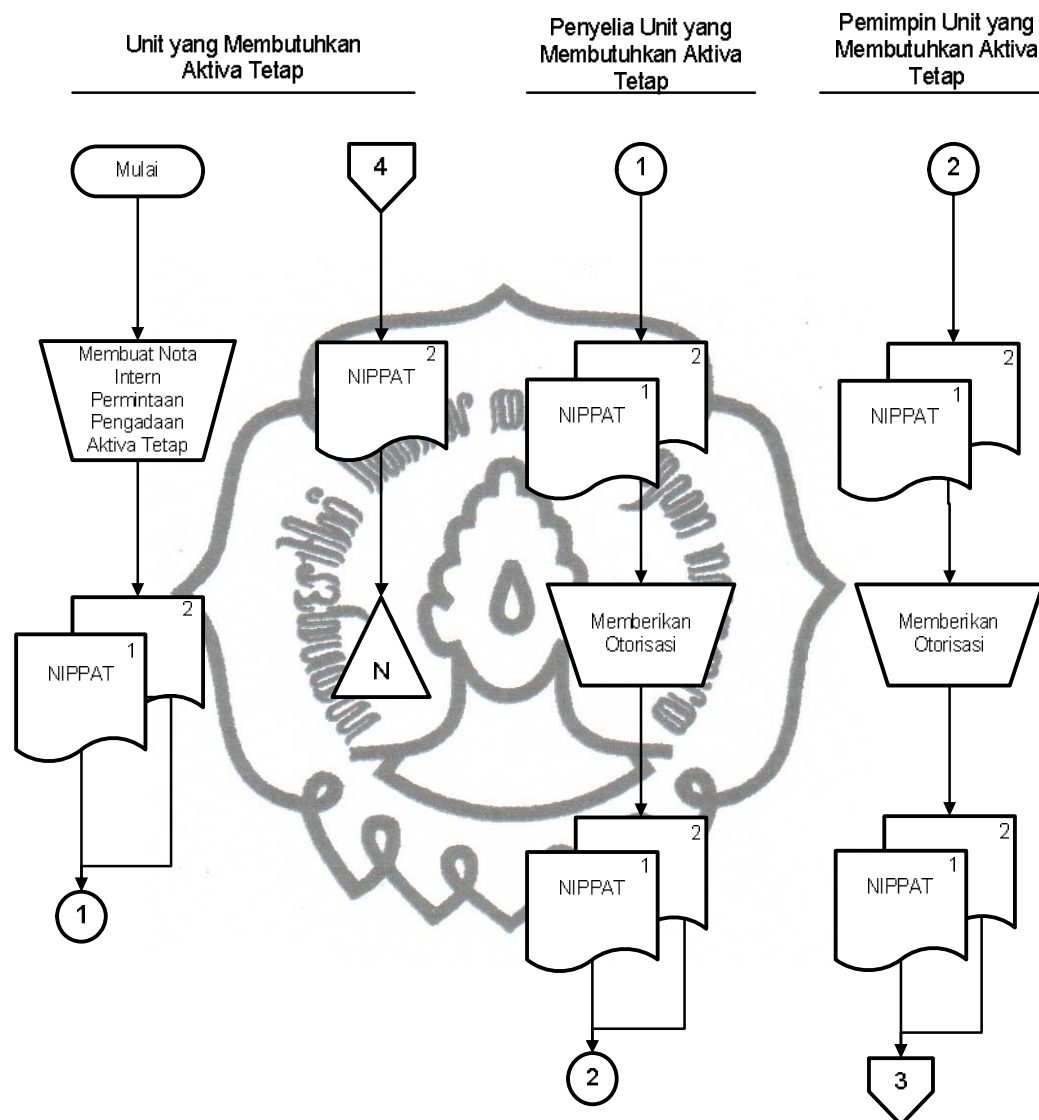 Unit yang Membutuhkan
Aktiva Tetap
Penyelia Unit yang
Membutuhkan Aktiva
Tetap
Pemimpin Unit yang
Membutuhkan Aktiva
Tetap
Mulai
4
1
2
Membuat Nota
Intern
Permintaan
Pengadaan
Aktiva Tetap
2
NIPPAT
2
1
NIPPAT
2
1
NIPPAT
2
1
NIPPAT
N
Memberikan
Otorisasi
Memberikan
Otorisasi
1
2
1
NIPPAT
2
2
1
NIPPAT
3